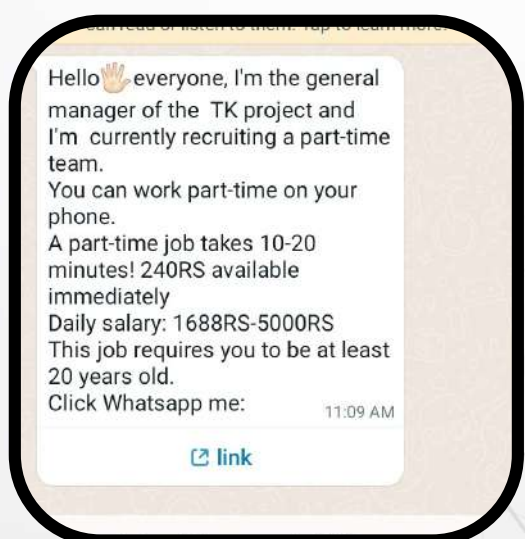 Hello🖐🏻everyone, I'm the general
manager of the  TK project and
I'm  currently recruiting a part-time
team.
You can work part-time on your
phone.
A part-time job takes 10-20
minutes! 240RS available
immediately
Daily salary: 1688RS-5000RS
This job requires you to be at least
20 years old.
Click Whatsapp me:
11:09 AM
link